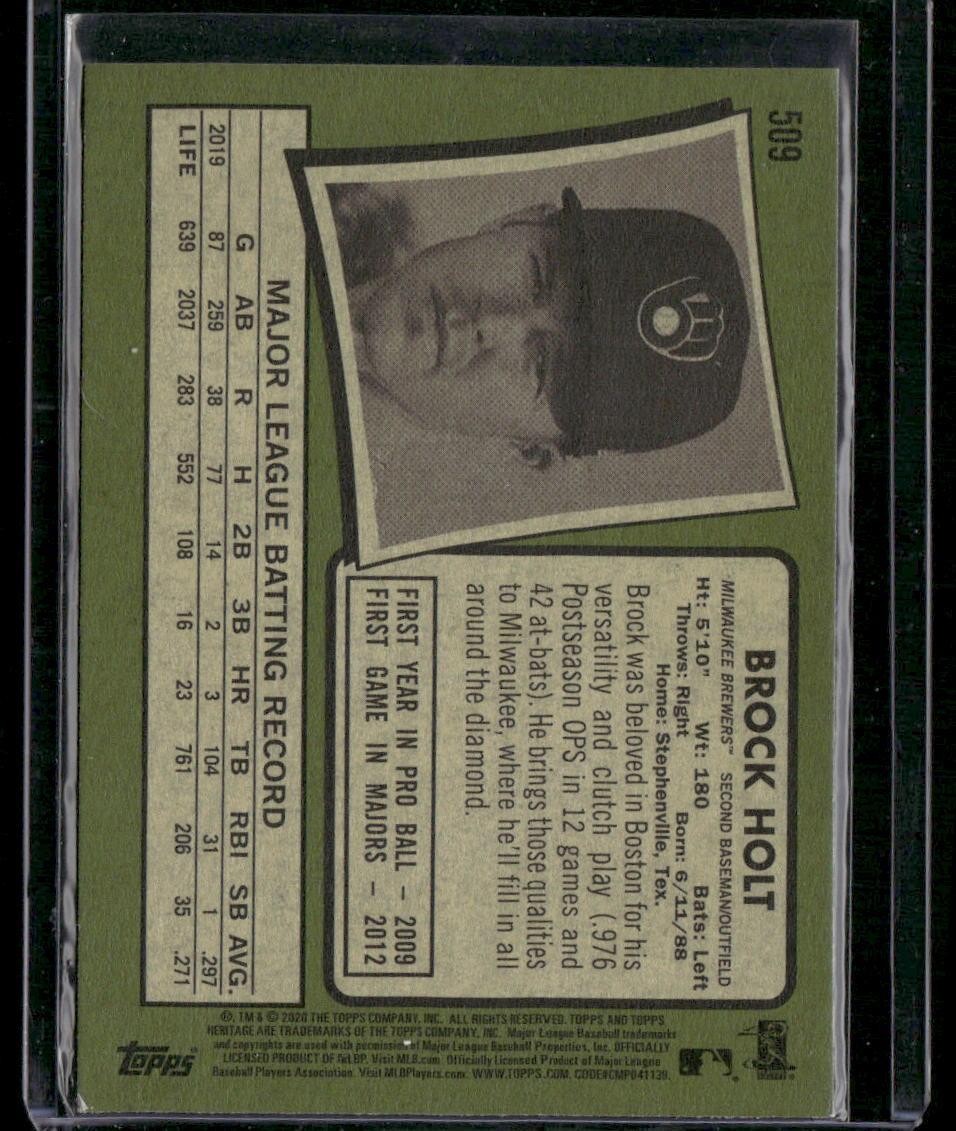 509
BROCK HOLT
MILWAUKEE BREWERS™ SECOND BASEMAN/OUTFIELD
Ht: 5'10" Wt: 180 Bats: Left
Throws: Right Born: 6/11/88
Home: Stephenville, Tex.
Brock was beloved in Boston for his
versatility and clutch play (.976
Postseason OPS in 12 games and
42 at-bats). He brings those qualities
to Milwaukee, where he'll fill in all
around the diamond.
FIRST YEAR IN PRO BALL – 2009
FIRST GAME IN MAJORS – 2012
MAJOR LEAGUE BATTING RECORD
G AB R H 2B 3B HR TB RBI SB AVG.
2019 87 259 38 77 14 2 3 104 31 1 .297
LIFE 639 2037 283 552 108 16 23 761 206 35 .271
®, TM & © 2020 THE TOPPS COMPANY, INC. ALL RIGHTS RESERVED. TOPPS AND TOPPS
HERITAGE ARE TRADEMARKS OF THE TOPPS COMPANY, INC. Major League Baseball trademarks
and copyrights are used with permission of Major League Baseball Properties, Inc. OFFICIALLY
LICENSED PRODUCT OF MLBP. Visit MLB.com Officially Licensed Product of Major League
Baseball Players Association. Visit MLBPlayers.com. WWW.TOPPS.COM. CODE#CMP041139.
TOPPS